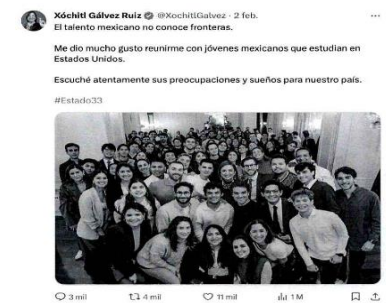 Xóchitl Gálvez Ruiz @XochitlGalvez · 2 feb.
El talento mexicano no conoce fronteras.
Me dio mucho gusto reunirme con jóvenes mexicanos que estudian en
Estados Unidos.
Escuché atentamente sus preocupaciones y sueños para nuestro país.
#Estado33
3 mil 4 mil 11 mil 1 M